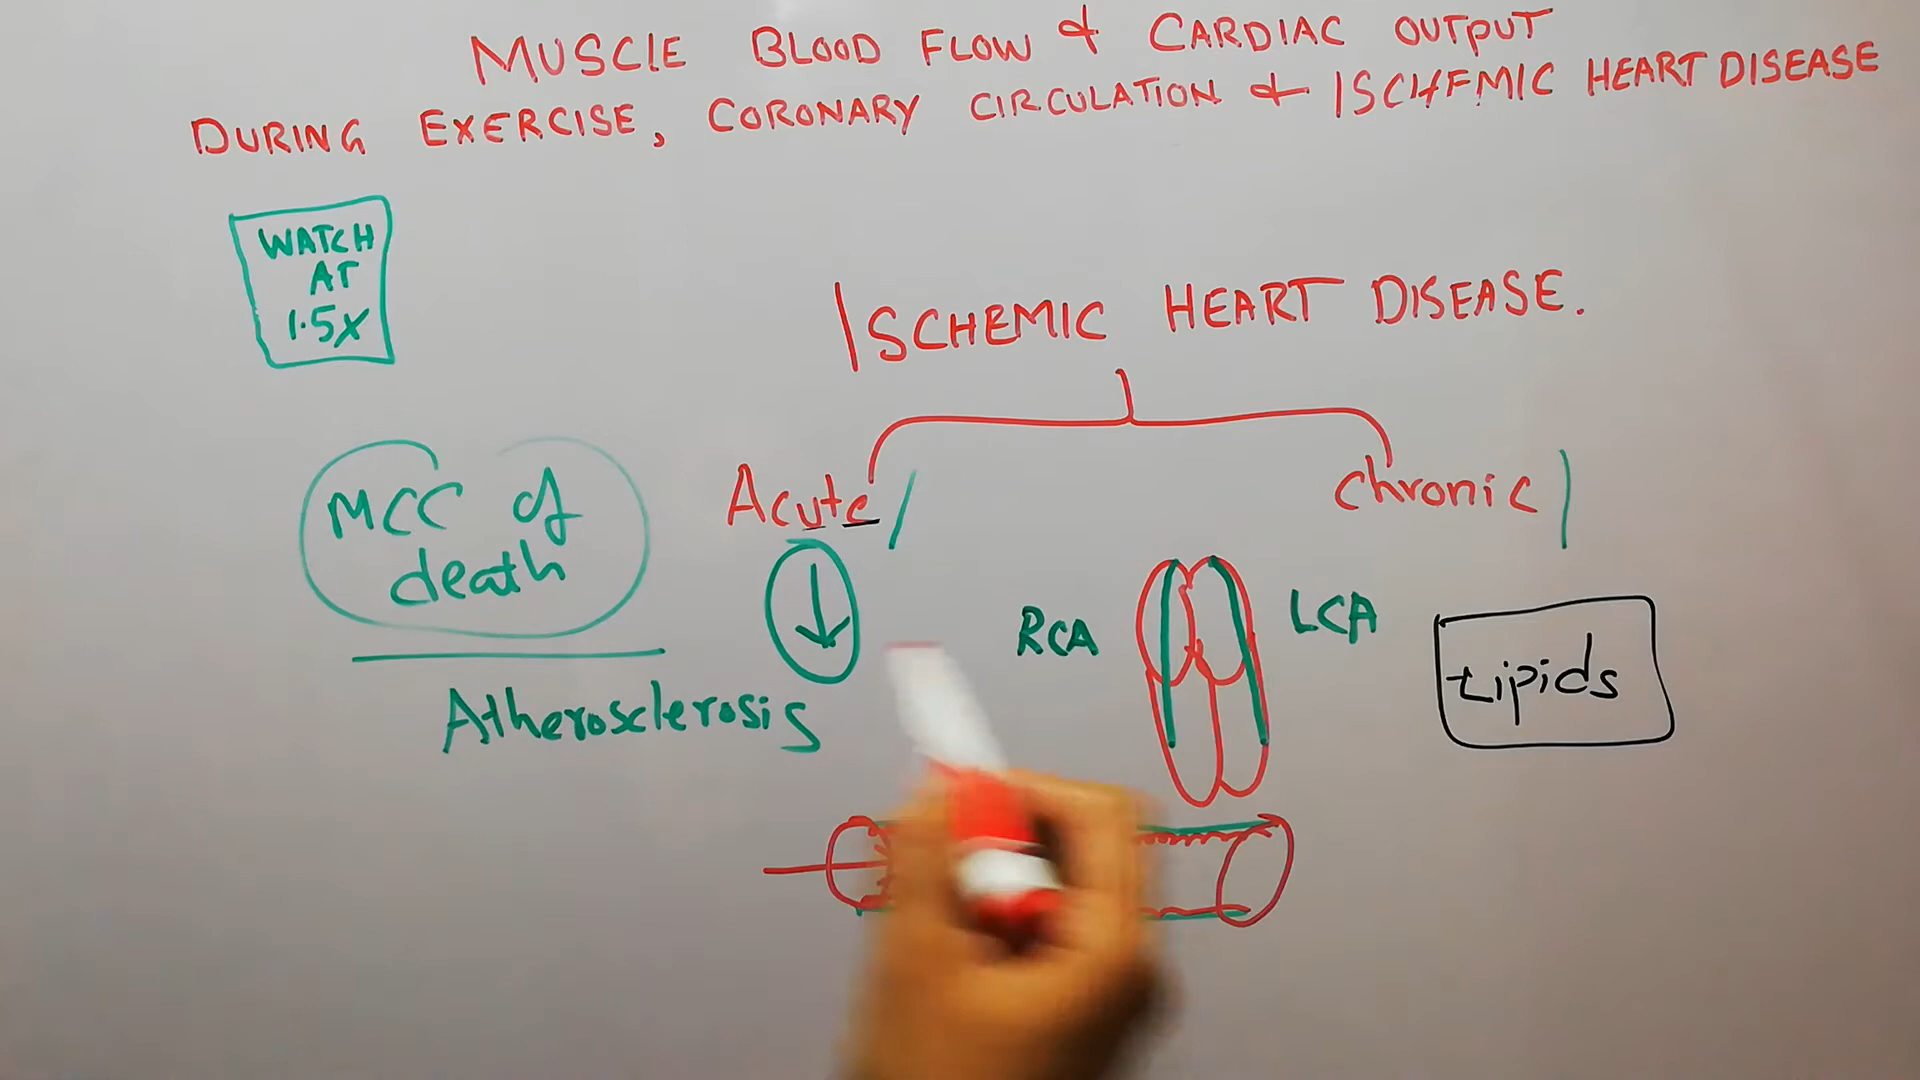 MUSCLE BLOOD FLOW & CARDIAC OUTPUT
DURING EXERCISE, CORONARY CIRCULATION & ISCHEMIC HEART DISEASE
WATCH
AT
1.5X
ISCHEMIC HEART DISEASE.
Acute
chronic
MCC of
death
RCA
LCA
Lipids
Atherosclerosis